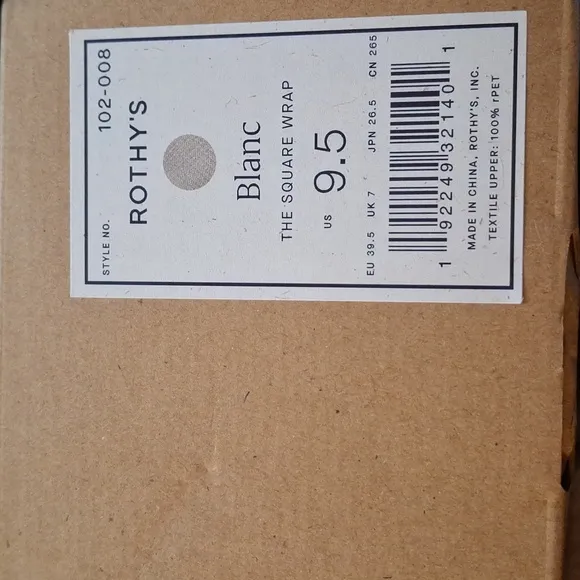 STYLE NO. 102-008
ROTHY'S
Blanc
THE SQUARE WRAP
US 9.5
EU 39.5 UK 7 JPN 26.5 CN 265
1 92249 32140 1
MADE IN CHINA, ROTHY'S, INC.
TEXTILE UPPER: 100% rPET